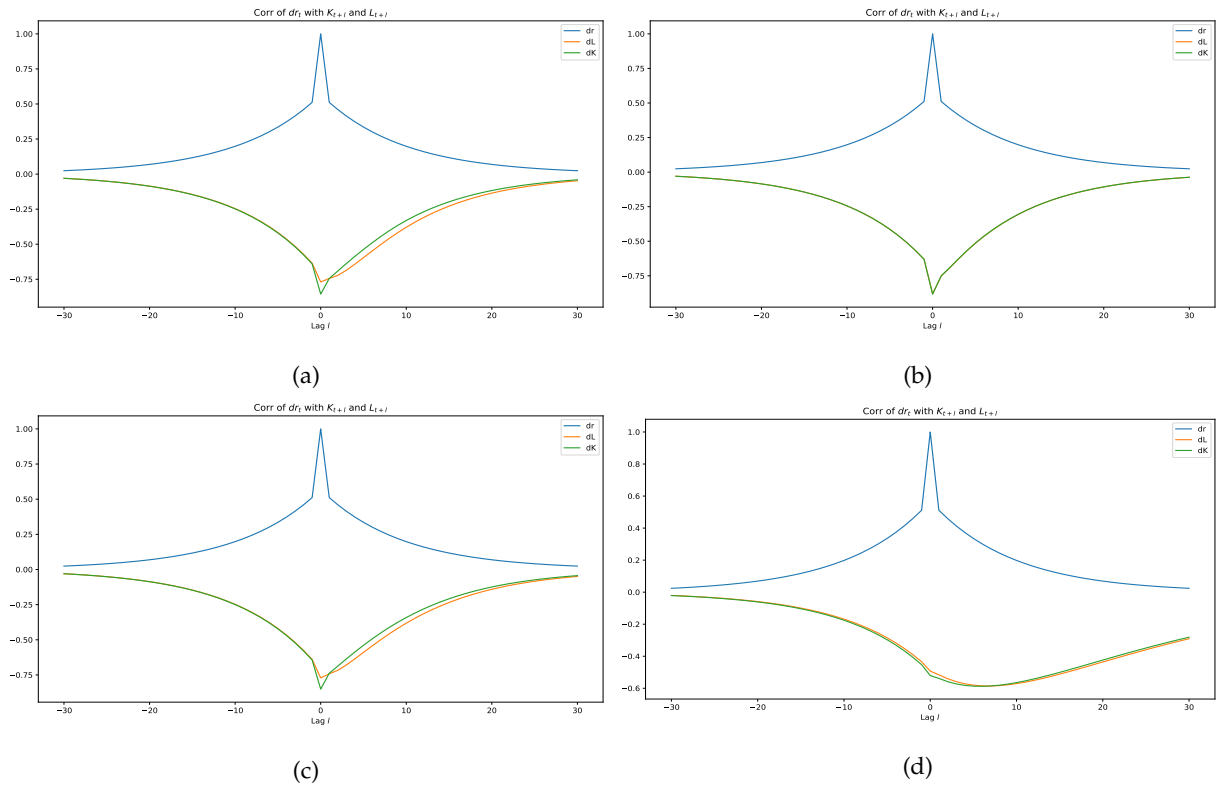 Corr of dr_t with K_{t+l} and L_{t+l}
dr
dL
dK
1.00
0.75
0.50
0.25
0.00
−0.25
−0.50
−0.75
−30
−20
−10
0
10
20
30
Lag l
(a)
Corr of dr_t with K_{t+l} and L_{t+l}
dr
dL
dK
1.00
0.75
0.50
0.25
0.00
−0.25
−0.50
−0.75
−30
−20
−10
0
10
20
30
Lag l
(b)
Corr of dr_t with K_{t+l} and L_{t+l}
dr
dL
dK
1.00
0.75
0.50
0.25
0.00
−0.25
−0.50
−0.75
−30
−20
−10
0
10
20
30
Lag l
(c)
Corr of dr_t with K_{t+l} and L_{t+l}
dr
dL
dK
1.0
0.8
0.6
0.4
0.2
0.0
−0.2
−0.4
−0.6
−30
−20
−10
0
10
20
30
Lag l
(d)